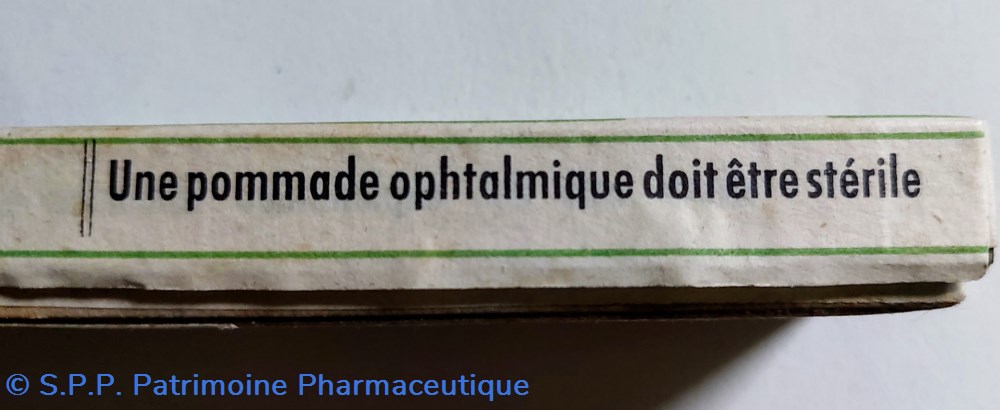 Une pommade ophtalmique doit être stérile
© S.P.P. Patrimoine Pharmaceutique